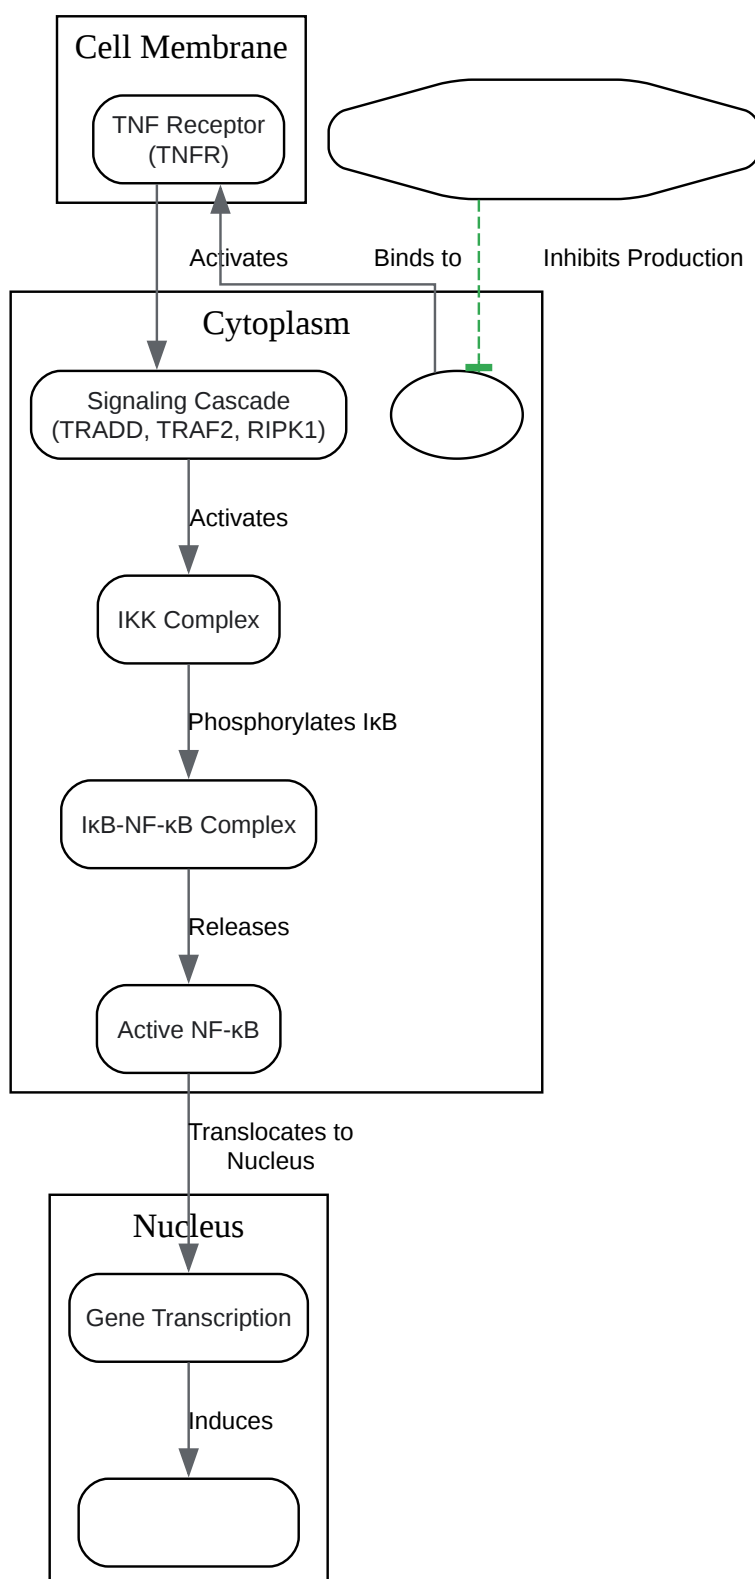 Cell Membrane
TNF Receptor
(TNFR)
Activates
Binds to
Inhibits Production
Cytoplasm
Signaling Cascade
(TRADD, TRAF2, RIPK1)
Activates
IKK Complex
Phosphorylates IκB
IκB-NF-κB Complex
Releases
Active NF-κB
Translocates to
Nucleus
Nucleus
Gene Transcription
Induces